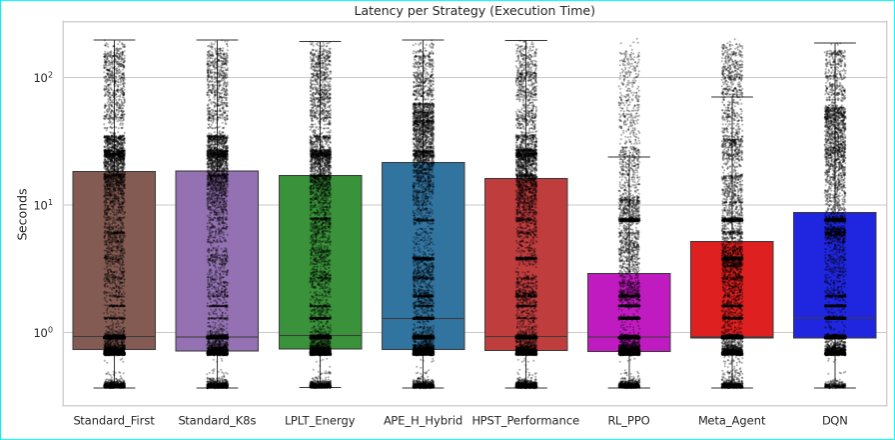 Latency per Strategy (Execution Time)
Seconds
10²
10¹
10⁰
Standard_First Standard_K8s LPLT_Energy APE_H_Hybrid HPST_Performance RL_PPO Meta_Agent DQN